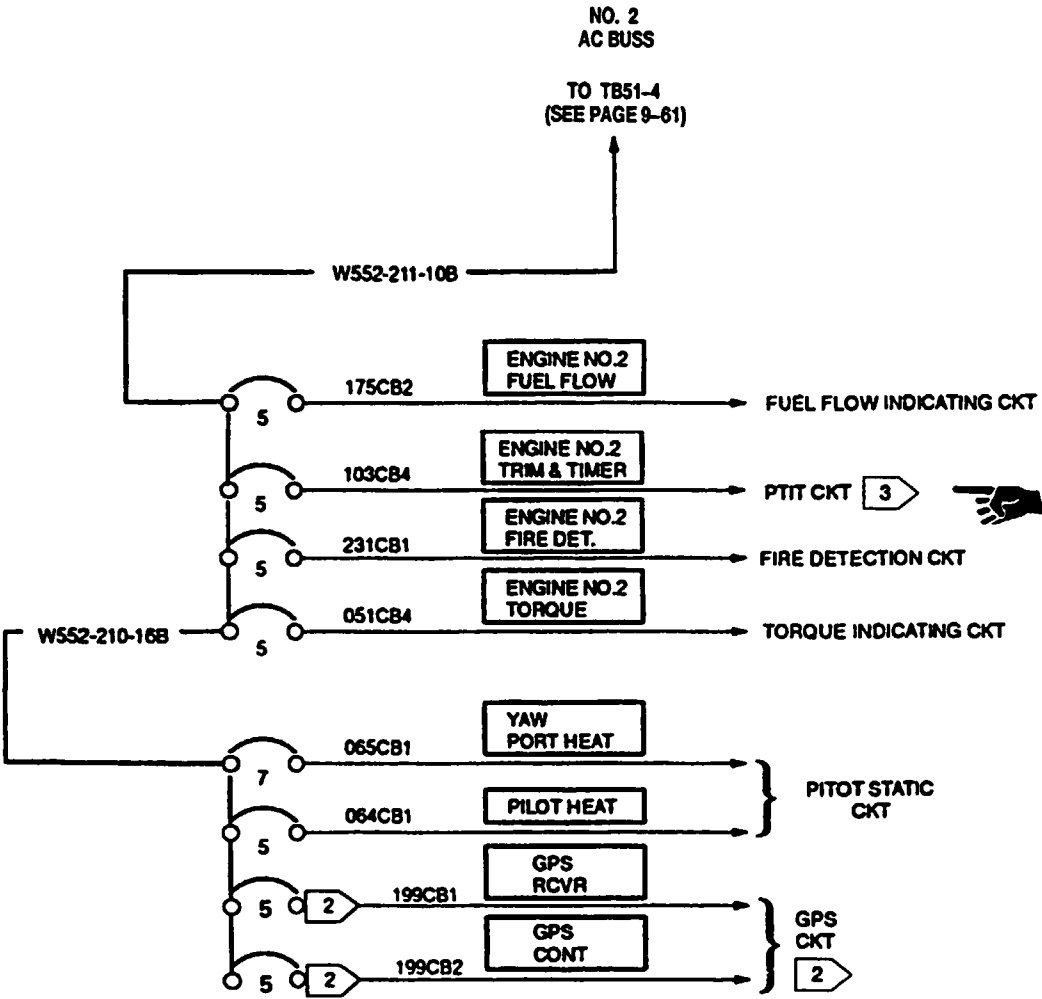 NO. 2
AC BUSS
TO TB51-4
(SEE PAGE 9-61)
W552-211-10B
ENGINE NO.2
FUEL FLOW
175CB2
5
FUEL FLOW INDICATING CKT
ENGINE NO.2
TRIM & TIMER
103CB4
5
PTIT CKT 3
ENGINE NO.2
FIRE DET.
231CB1
5
FIRE DETECTION CKT
ENGINE NO.2
TORQUE
051CB4
5
TORQUE INDICATING CKT
W552-210-16B
YAW
PORT HEAT
065CB1
7
PITOT STATIC
CKT
PILOT HEAT
064CB1
5
GPS
RCVR
199CB1
5 2
GPS
CKT
2
GPS
CONT
199CB2
5 2